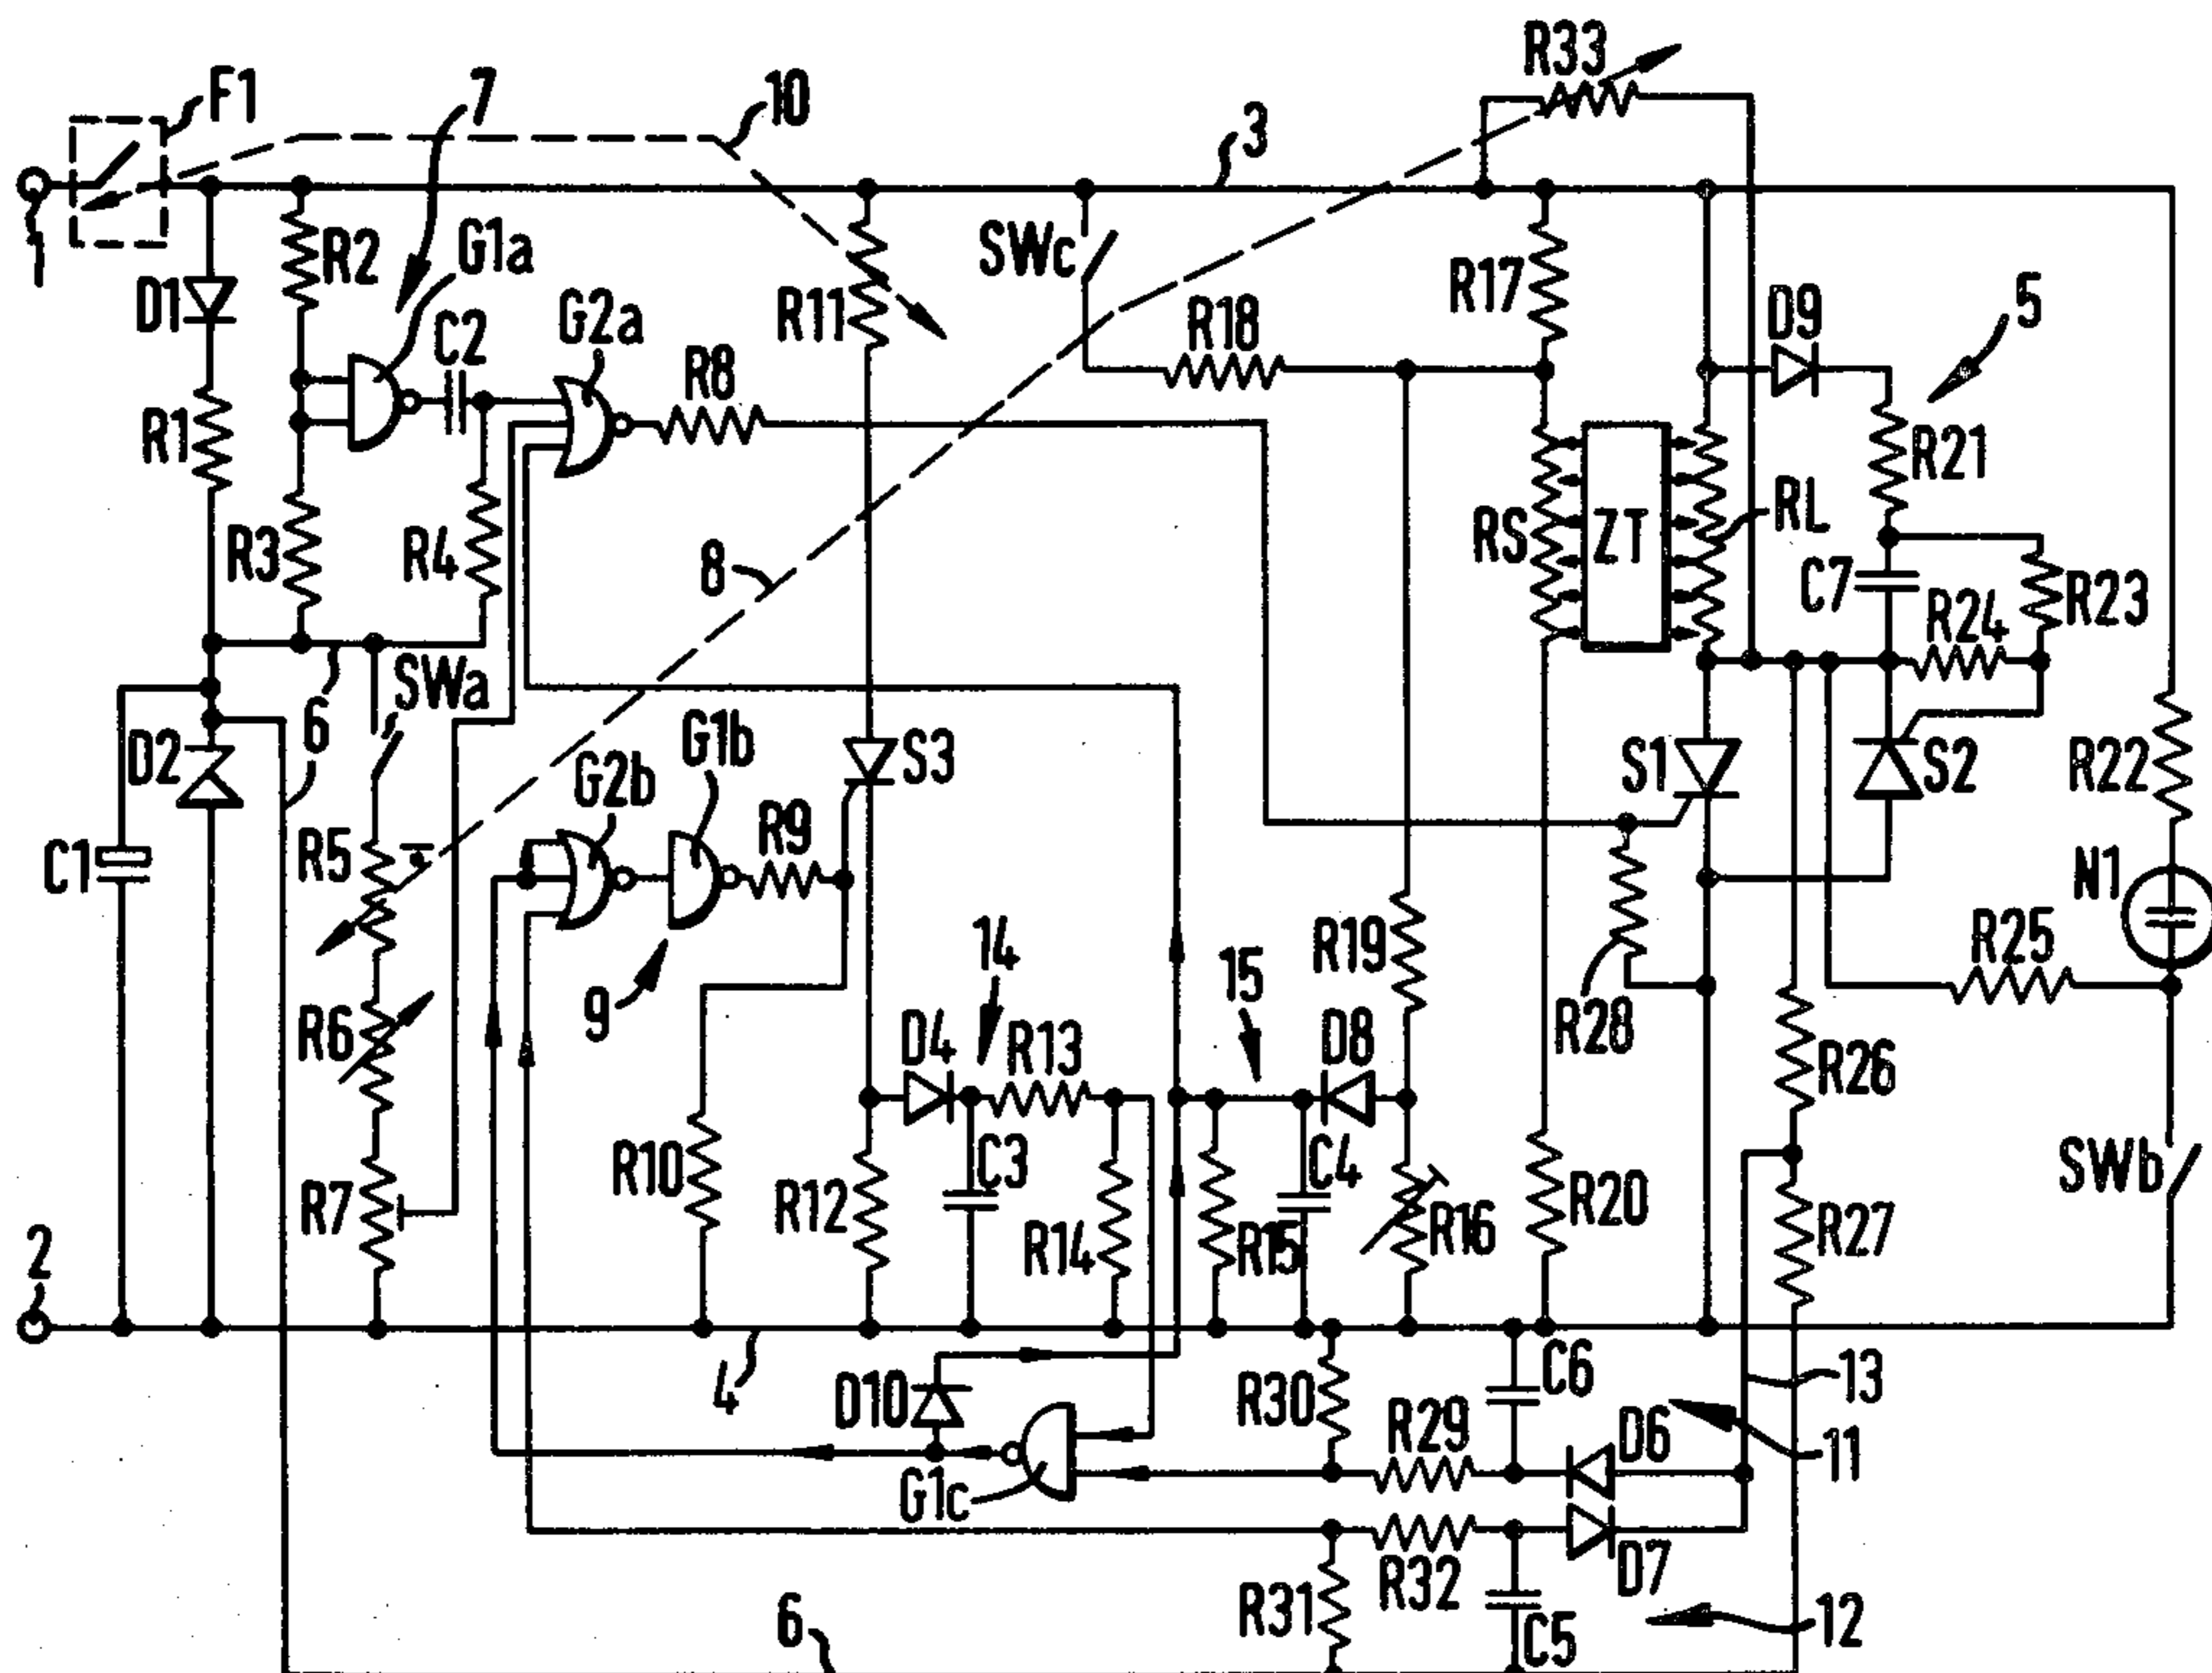 R33
F1
7
10
3
1
R2
G1a
SWc
R17
D1
C2
G2a
R11
R18
D9
5
R8
R1
R21
R3
R4
8
RS
ZT
RL
C7
R24
R23
SWa
6
D2
G2b
G1b
S3
S1
S2
R22
R5
C1
R9
N1
14
R19
15
R25
9
R28
R6
D4
R13
D8
R26
R10
C3
C4
SWb
R7
R12
R14
R15
R16
R20
R27
2
4
D10
R30
C6
13
R29
D6
11
G1c
R32
D7
R31
12
6
C5
6